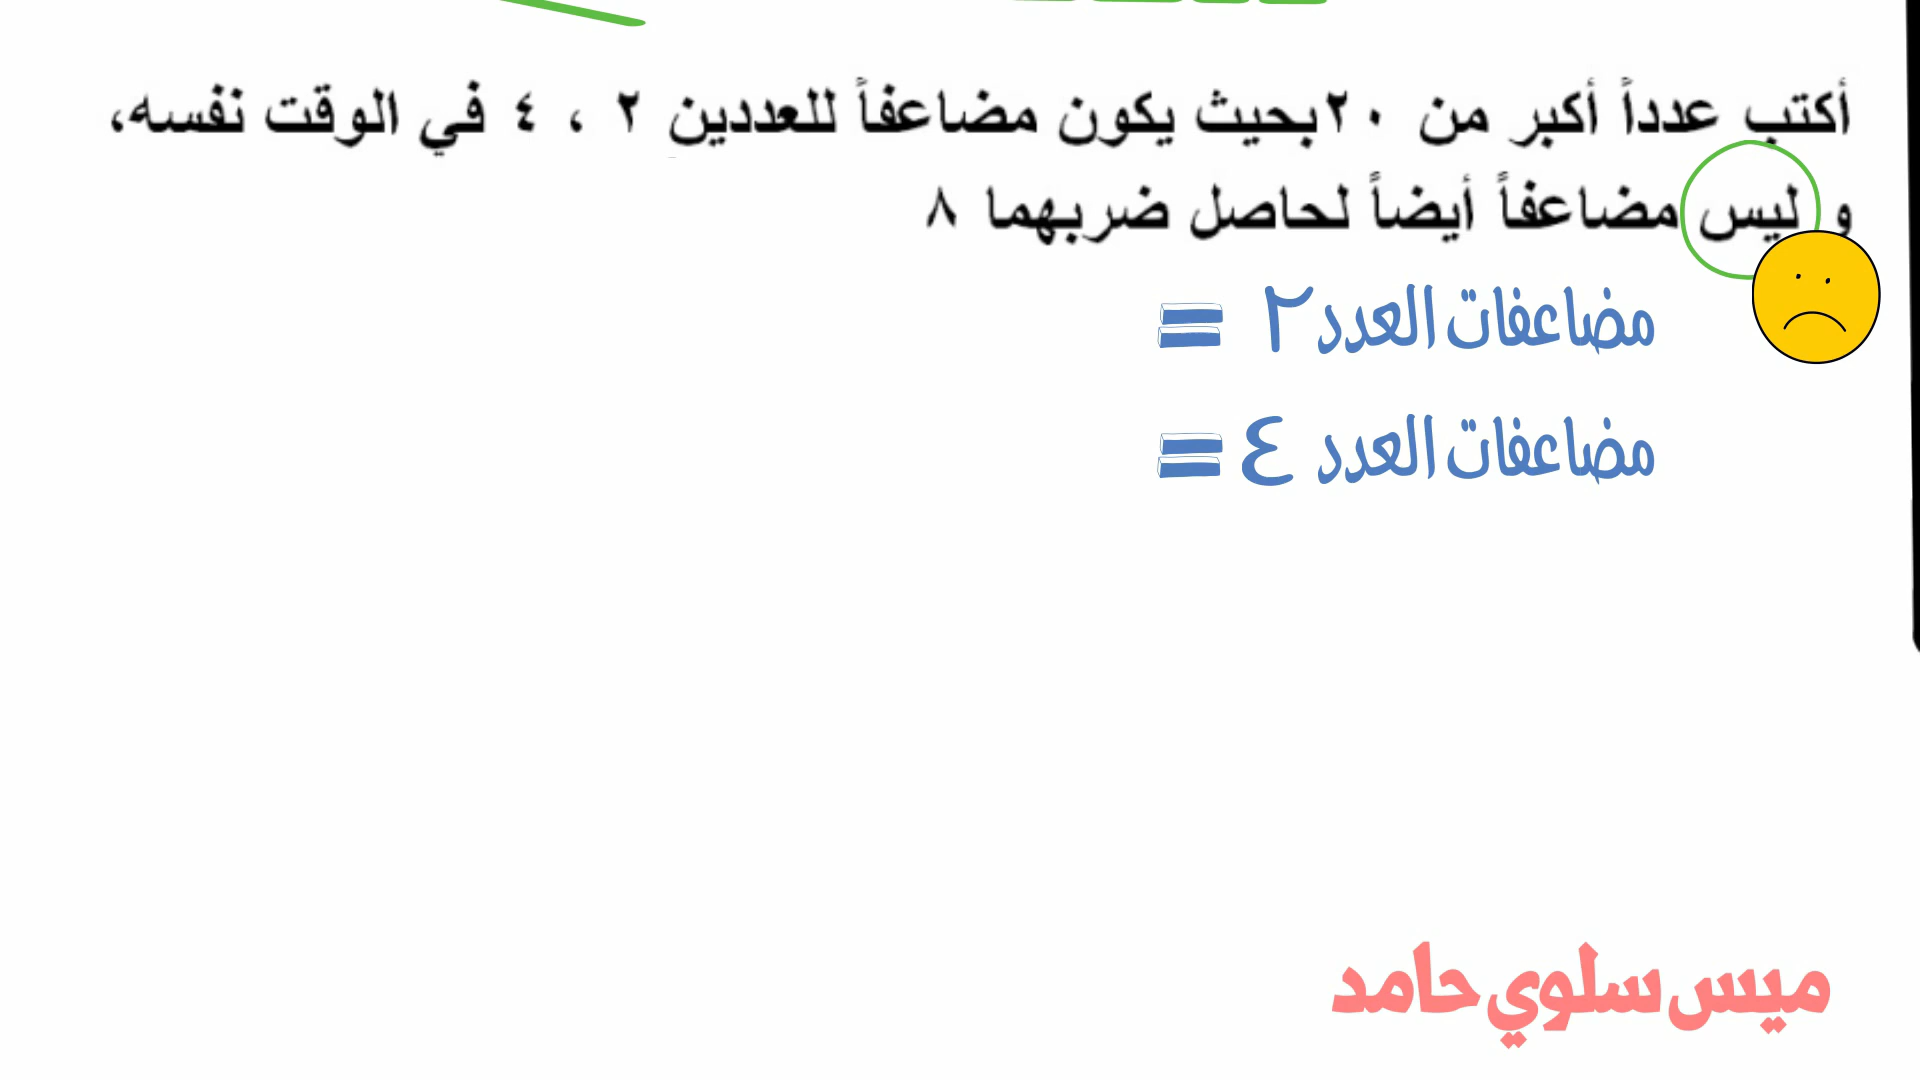 أكتب عدداً أكبر من ٢٠ بحيث يكون مضاعفاً للعددين ٢ ، ٤ في الوقت نفسه،
و ليس مضاعفاً أيضاً لحاصل ضربهما ٨
مضاعفات العدد ٢ =
مضاعفات العدد ٤ =
ميس سلوي حامد